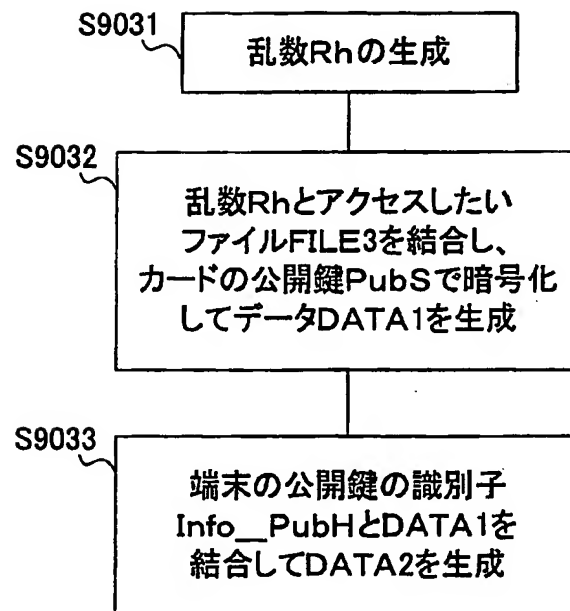 S9031
乱数Rhの生成
S9032
乱数Rhとアクセスしたい
ファイルFILE3を結合し、
カードの公開鍵PubSで暗号化
してデータDATA1を生成
S9033
端末の公開鍵の識別子
Info__PubHとDATA1を
結合してDATA2を生成